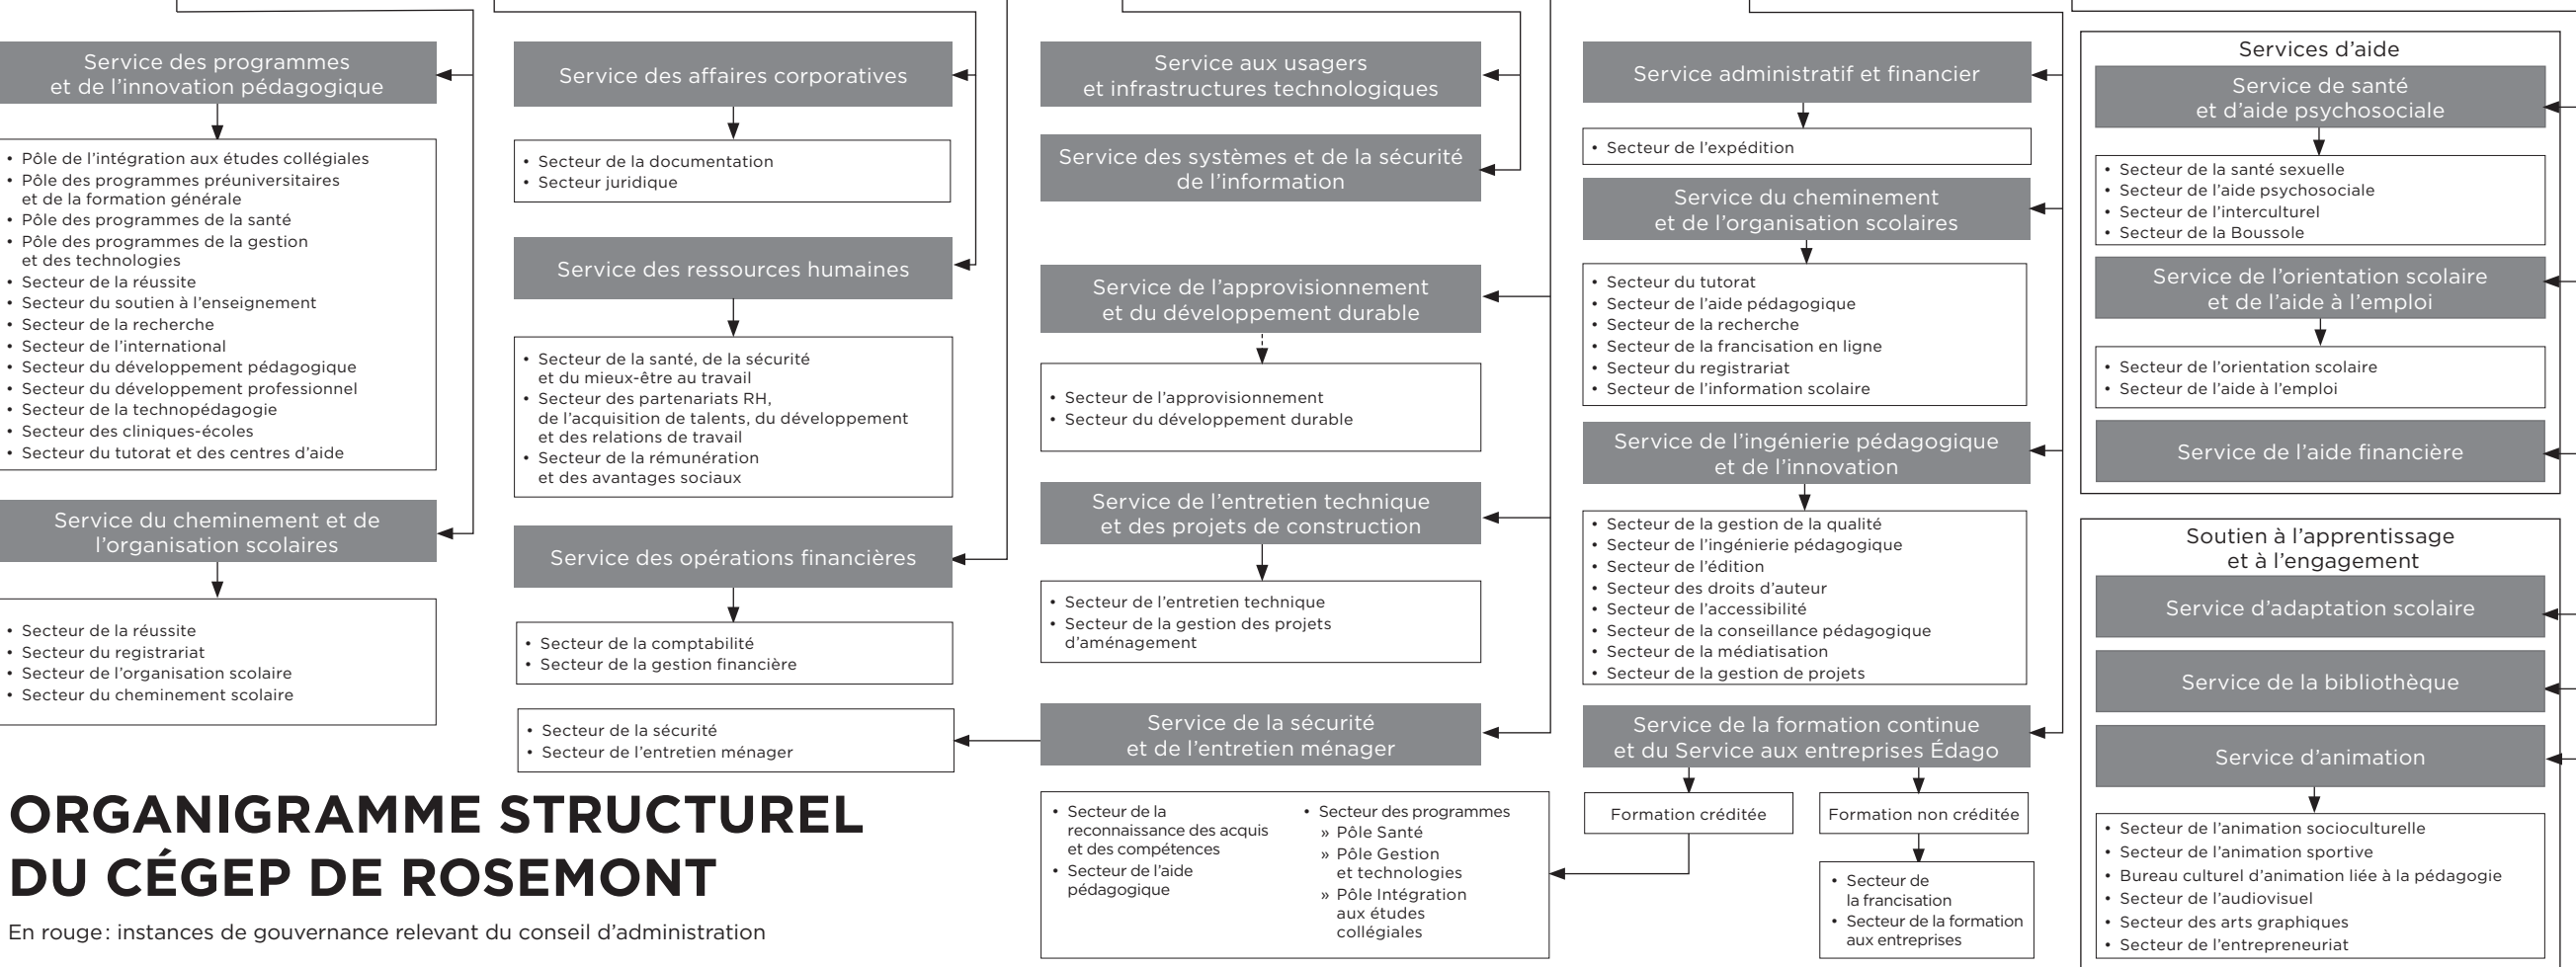 Service des programmes
et de l'innovation pédagogique
• Pôle de l'intégration aux études collégiales
• Pôle des programmes préuniversitaires
et de la formation générale
• Pôle des programmes de la santé
• Pôle des programmes de la gestion
et des technologies
• Secteur de la réussite
• Secteur du soutien à l'enseignement
• Secteur de la recherche
• Secteur de l'international
• Secteur du développement pédagogique
• Secteur du développement professionnel
• Secteur de la technopédagogie
• Secteur des cliniques-écoles
• Secteur du tutorat et des centres d'aide
Service du cheminement et de
l'organisation scolaires
• Secteur de la réussite
• Secteur du registrariat
• Secteur de l'organisation scolaire
• Secteur du cheminement scolaire
Service des affaires corporatives
• Secteur de la documentation
• Secteur juridique
Service des ressources humaines
• Secteur de la santé, de la sécurité
et du mieux-être au travail
• Secteur des partenariats RH,
de l'acquisition de talents, du développement
et des relations de travail
• Secteur de la rémunération
et des avantages sociaux
Service des opérations financières
• Secteur de la comptabilité
• Secteur de la gestion financière
• Secteur de la sécurité
• Secteur de l'entretien ménager
Service aux usagers
et infrastructures technologiques
Service des systèmes et de la sécurité
de l'information
Service de l'approvisionnement
et du développement durable
• Secteur de l'approvisionnement
• Secteur du développement durable
Service de l'entretien technique
et des projets de construction
• Secteur de l'entretien technique
• Secteur de la gestion des projets
d'aménagement
Service de la sécurité
et de l'entretien ménager
• Secteur de la
reconnaissance des acquis
et des compétences
• Secteur de l'aide
pédagogique
• Secteur des programmes
» Pôle Santé
» Pôle Gestion
et technologies
» Pôle Intégration
aux études
collégiales
Service administratif et financier
• Secteur de l'expédition
Service du cheminement
et de l'organisation scolaires
• Secteur du tutorat
• Secteur de l'aide pédagogique
• Secteur de la recherche
• Secteur de la francisation en ligne
• Secteur du registrariat
• Secteur de l'information scolaire
Service de l'ingénierie pédagogique
et de l'innovation
• Secteur de la gestion de la qualité
• Secteur de l'ingénierie pédagogique
• Secteur de l'édition
• Secteur des droits d'auteur
• Secteur de l'accessibilité
• Secteur de la conseillance pédagogique
• Secteur de la médiatisation
• Secteur de la gestion de projets
Service de la formation continue
et du Service aux entreprises Édago
Formation créditée
Formation non créditée
• Secteur de
la francisation
• Secteur de la formation
aux entreprises
Services d'aide
Service de santé
et d'aide psychosociale
• Secteur de la santé sexuelle
• Secteur de l'aide psychosociale
• Secteur de l'interculturel
• Secteur de la Boussole
Service de l'orientation scolaire
et de l'aide à l'emploi
• Secteur de l'orientation scolaire
• Secteur de l'aide à l'emploi
Service de l'aide financière
Soutien à l'apprentissage
et à l'engagement
Service d'adaptation scolaire
Service de la bibliothèque
Service d'animation
• Secteur de l'animation socioculturelle
• Secteur de l'animation sportive
• Bureau culturel d'animation liée à la pédagogie
• Secteur de l'audiovisuel
• Secteur des arts graphiques
• Secteur de l'entrepreneuriat
ORGANIGRAMME STRUCTUREL
DU CÉGEP DE ROSEMONT
En rouge : instances de gouvernance relevant du conseil d'administration